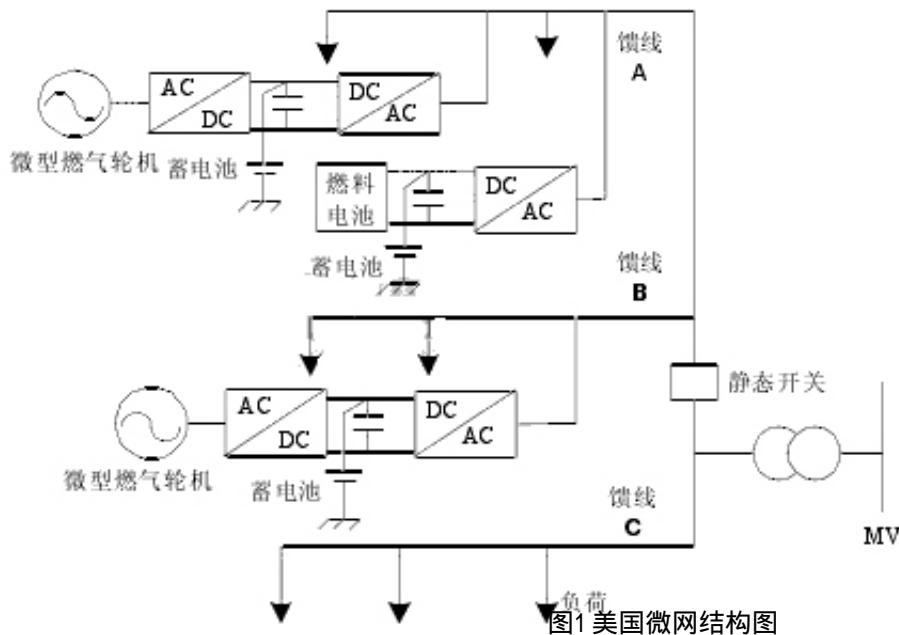 馈线
A
AC
DC
DC
AC
微型燃气轮机
蓄电池
燃料
电池
DC
AC
蓄电池
馈线
B
静态开关
AC
DC
DC
AC
微型燃气轮机
蓄电池
馈线
C
MV
负荷
图1 美国微网结构图